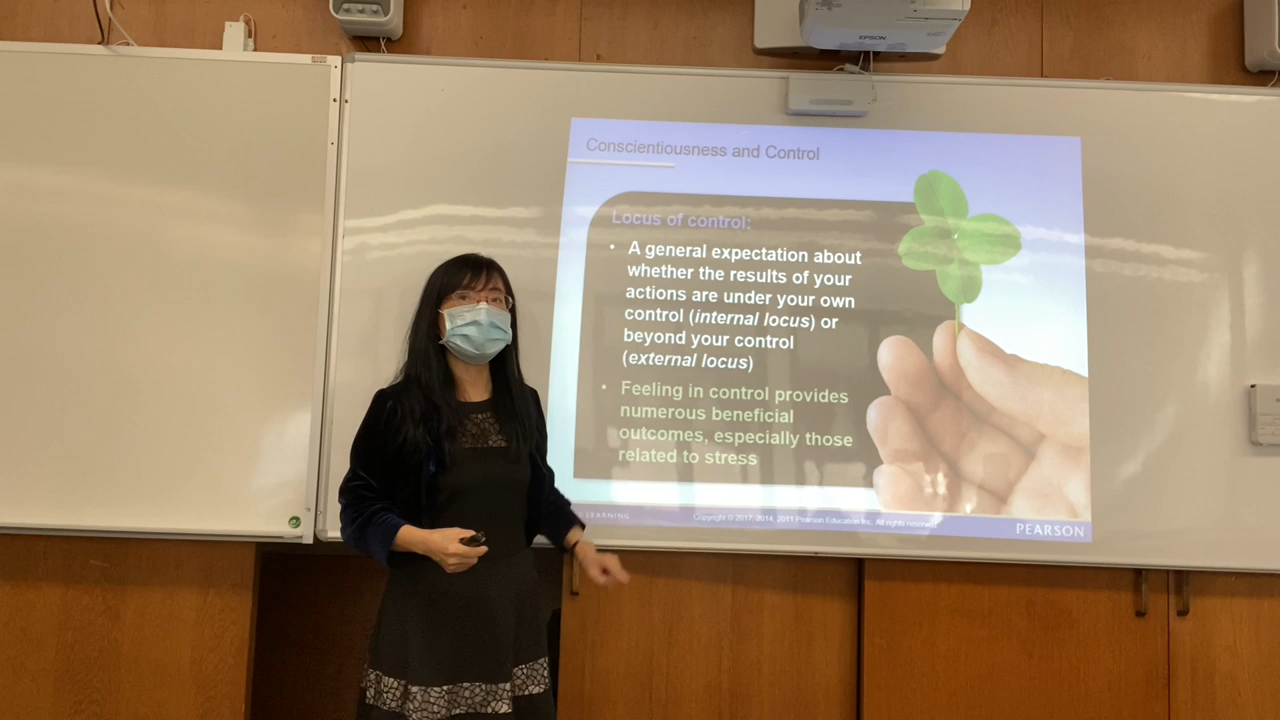 EPSON
Conscientiousness and Control
Locus of control:
• A general expectation about
whether the results of your
actions are under your own
control (internal locus) or
beyond your control
(external locus)
• Feeling in control provides
numerous beneficial
outcomes, especially those
related to stress
LEARNING
Copyright © 2017, 2014, 2011 Pearson Education Inc. All rights reserved
PEARSON